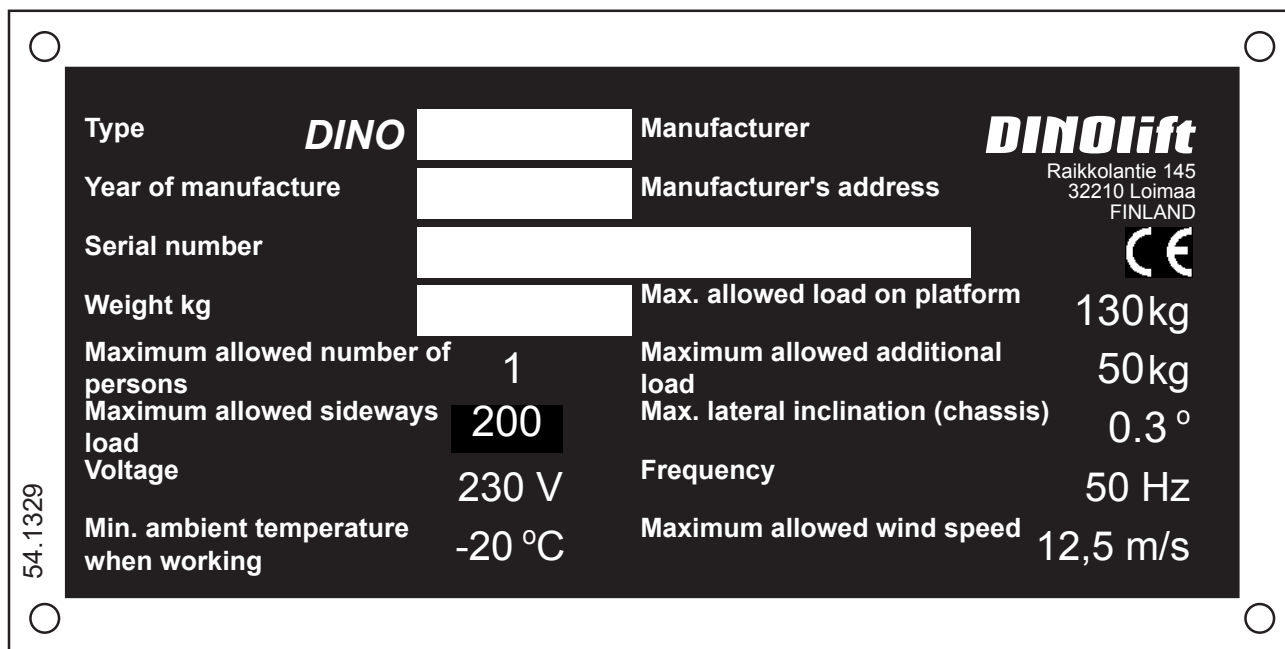 Type DINO Manufacturer DINOlift
Raikkolantie 145
Year of manufacture Manufacturer's address 32210 Loimaa
FINLAND
Serial number CE
Weight kg Max. allowed load on platform 130kg
Maximum allowed number of persons 1 Maximum allowed additional load 50kg
Maximum allowed sideways load 200 Max. lateral inclination (chassis) 0.3 º
Voltage 230 V Frequency 50 Hz
Min. ambient temperature when working -20 ºC Maximum allowed wind speed 12,5 m/s
54.1329